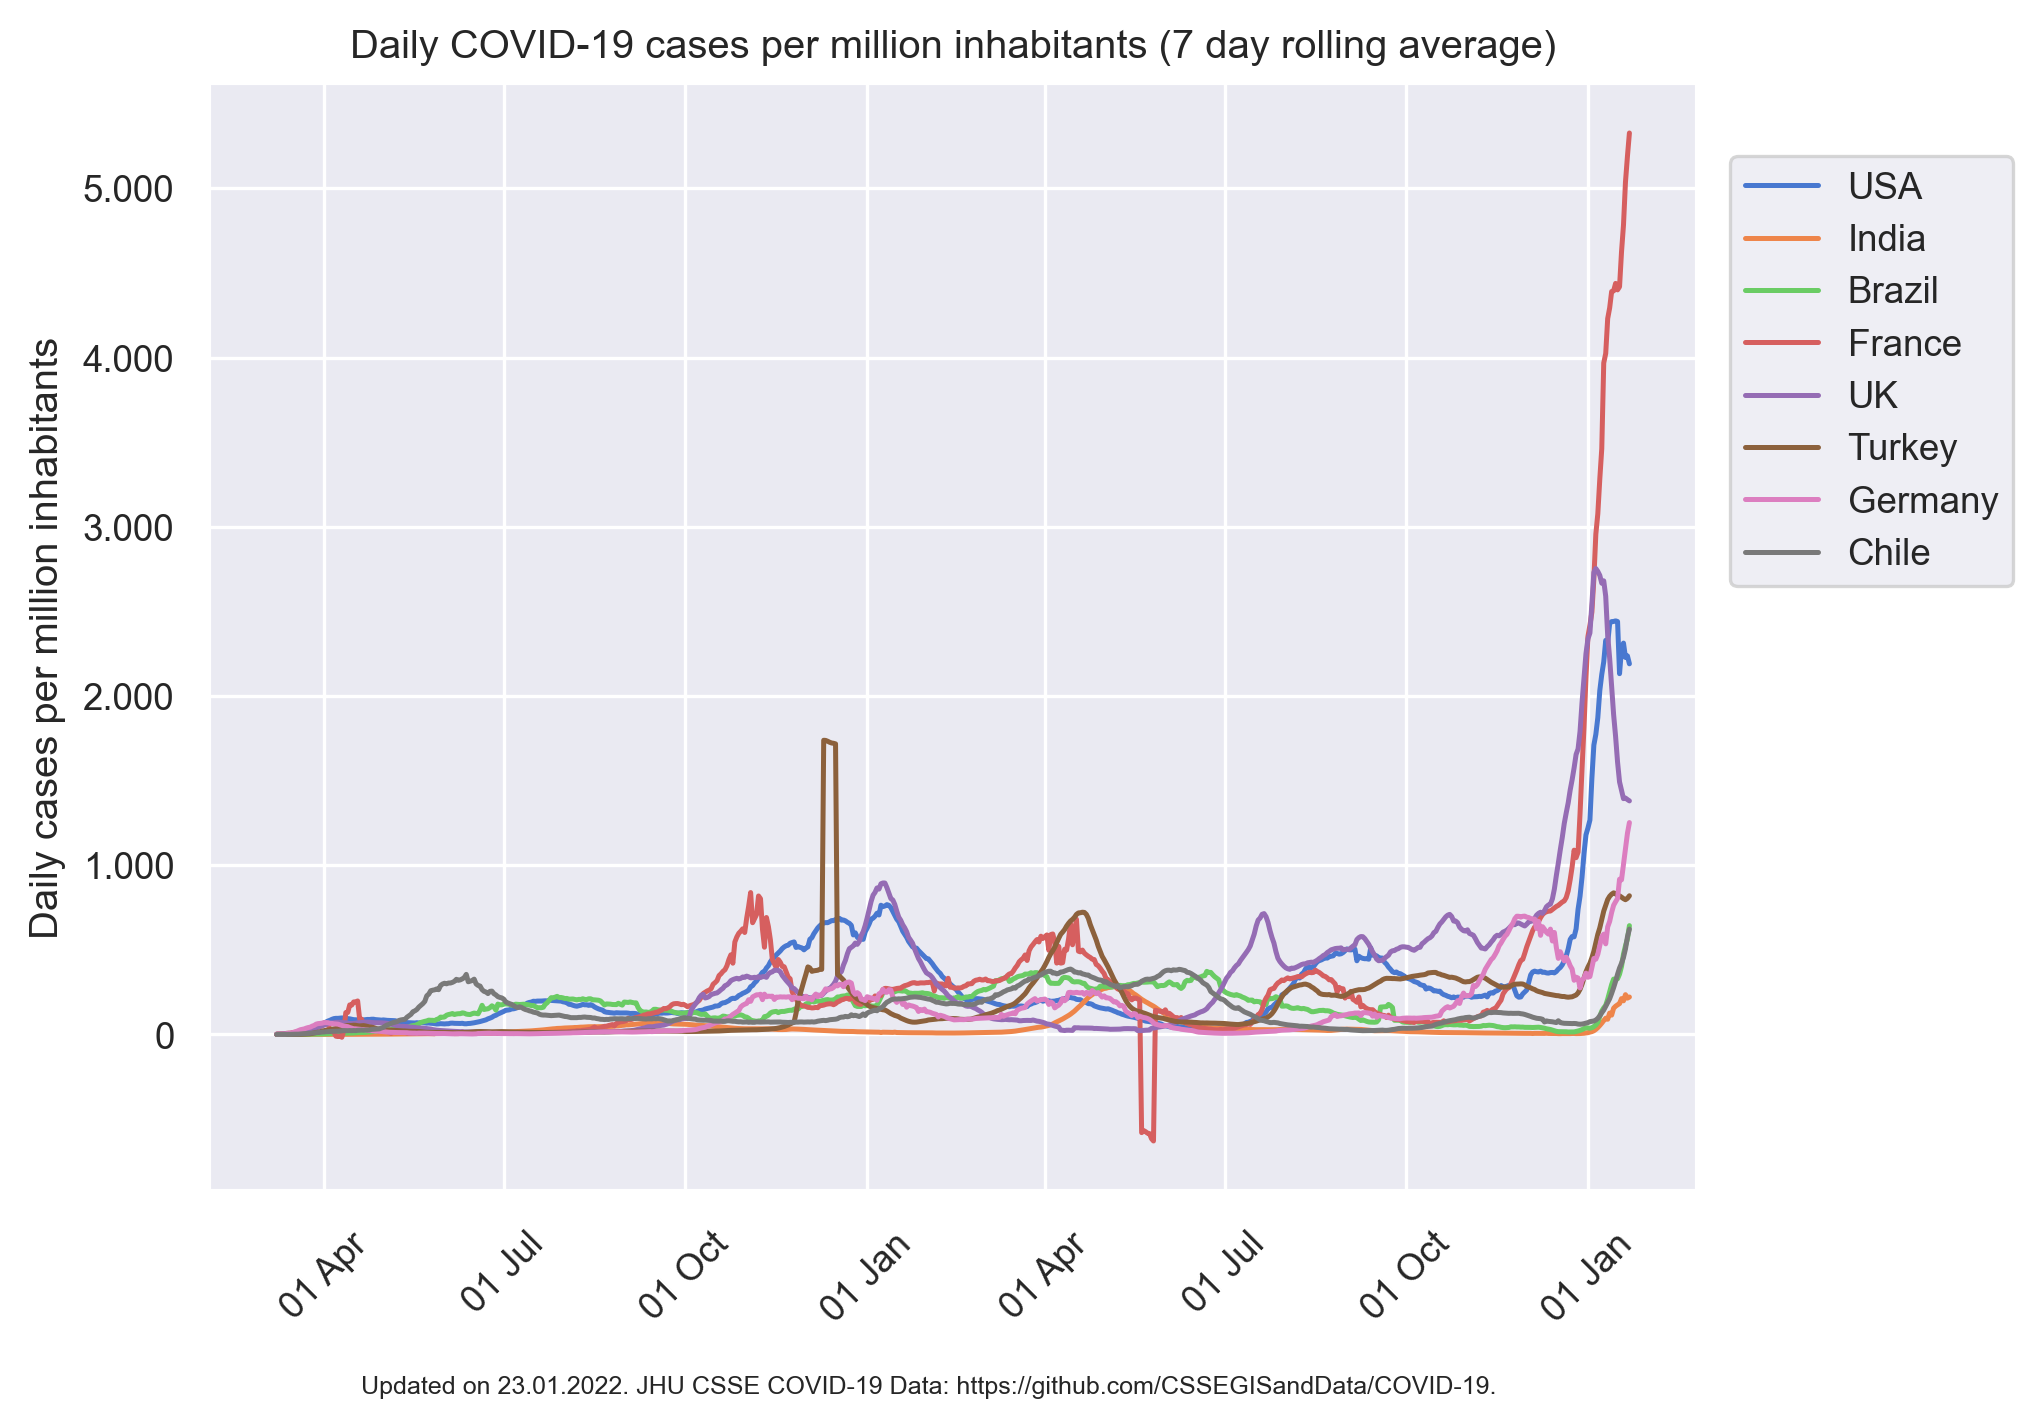 Daily COVID-19 cases per million inhabitants (7 day rolling average)
Daily cases per million inhabitants
5.000
4.000
3.000
2.000
1.000
0
01 Apr
01 Jul
01 Oct
01 Jan
01 Apr
01 Jul
01 Oct
01 Jan
USA
India
Brazil
France
UK
Turkey
Germany
Chile
Updated on 23.01.2022. JHU CSSE COVID-19 Data: https://github.com/CSSEGISandData/COVID-19.